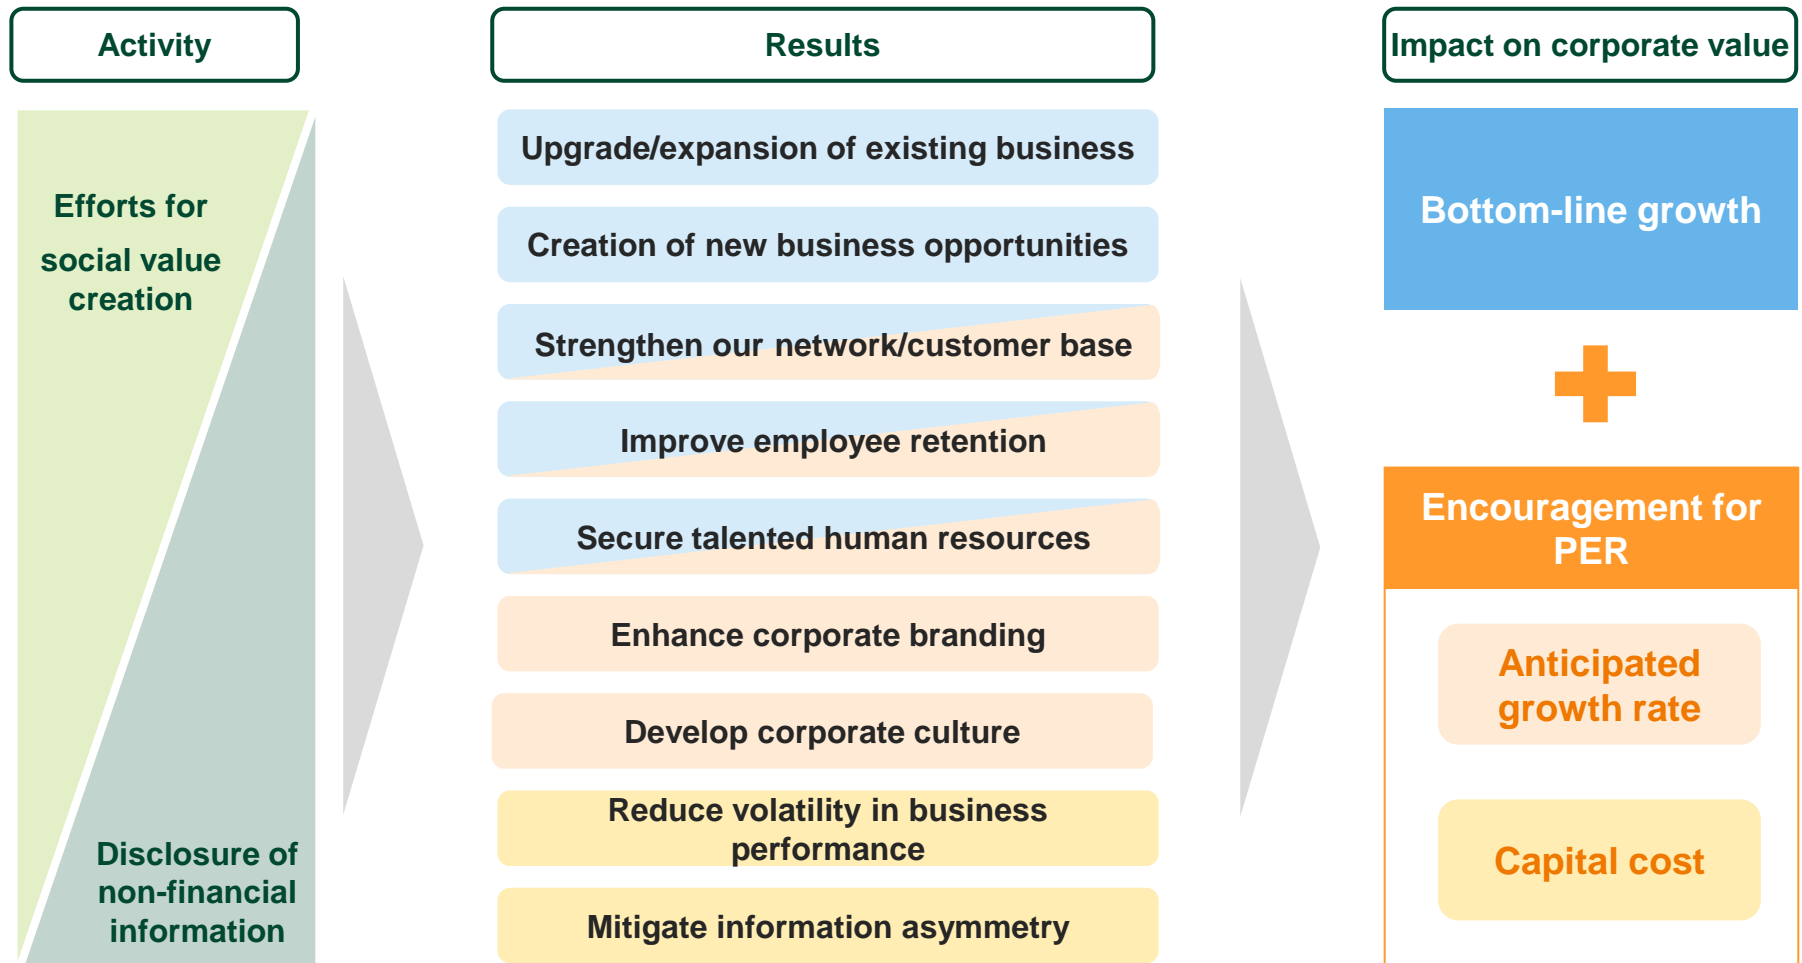 Activity
Results
Impact on corporate value
Efforts for
social value
creation
Disclosure of
non-financial
information
Upgrade/expansion of existing business
Creation of new business opportunities
Strengthen our network/customer base
Improve employee retention
Secure talented human resources
Enhance corporate branding
Develop corporate culture
Reduce volatility in business
performance
Mitigate information asymmetry
Bottom-line growth
Encouragement for
PER
Anticipated
growth rate
Capital cost